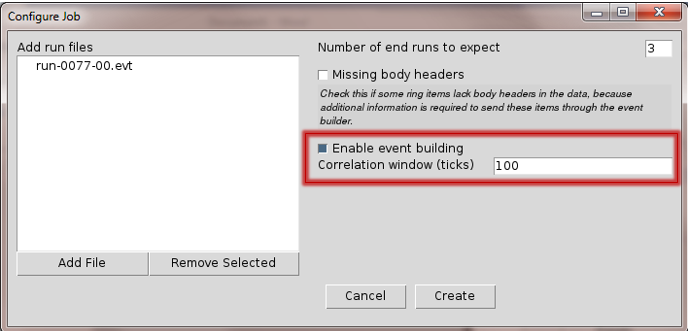 Configure Job
Add run files
run-0077-00.evt
Add File
Remove Selected
Number of end runs to expect
3
Missing body headers
Check this if some ring items lack body headers in the data, because
additional information is required to send these items through the event
builder.
Enable event building
Correlation window (ticks)
100
Cancel
Create